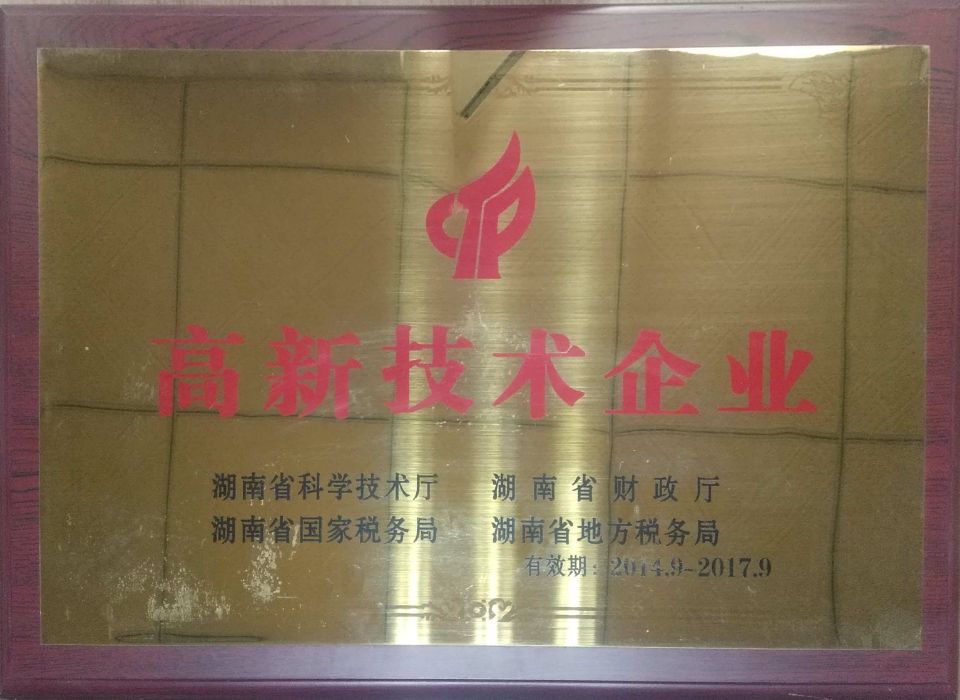 高新技术企业
湖南省科学技术厅 湖南省财政厅
湖南省国家税务局 湖南省地方税务局
有效期：2014.9-2017.9